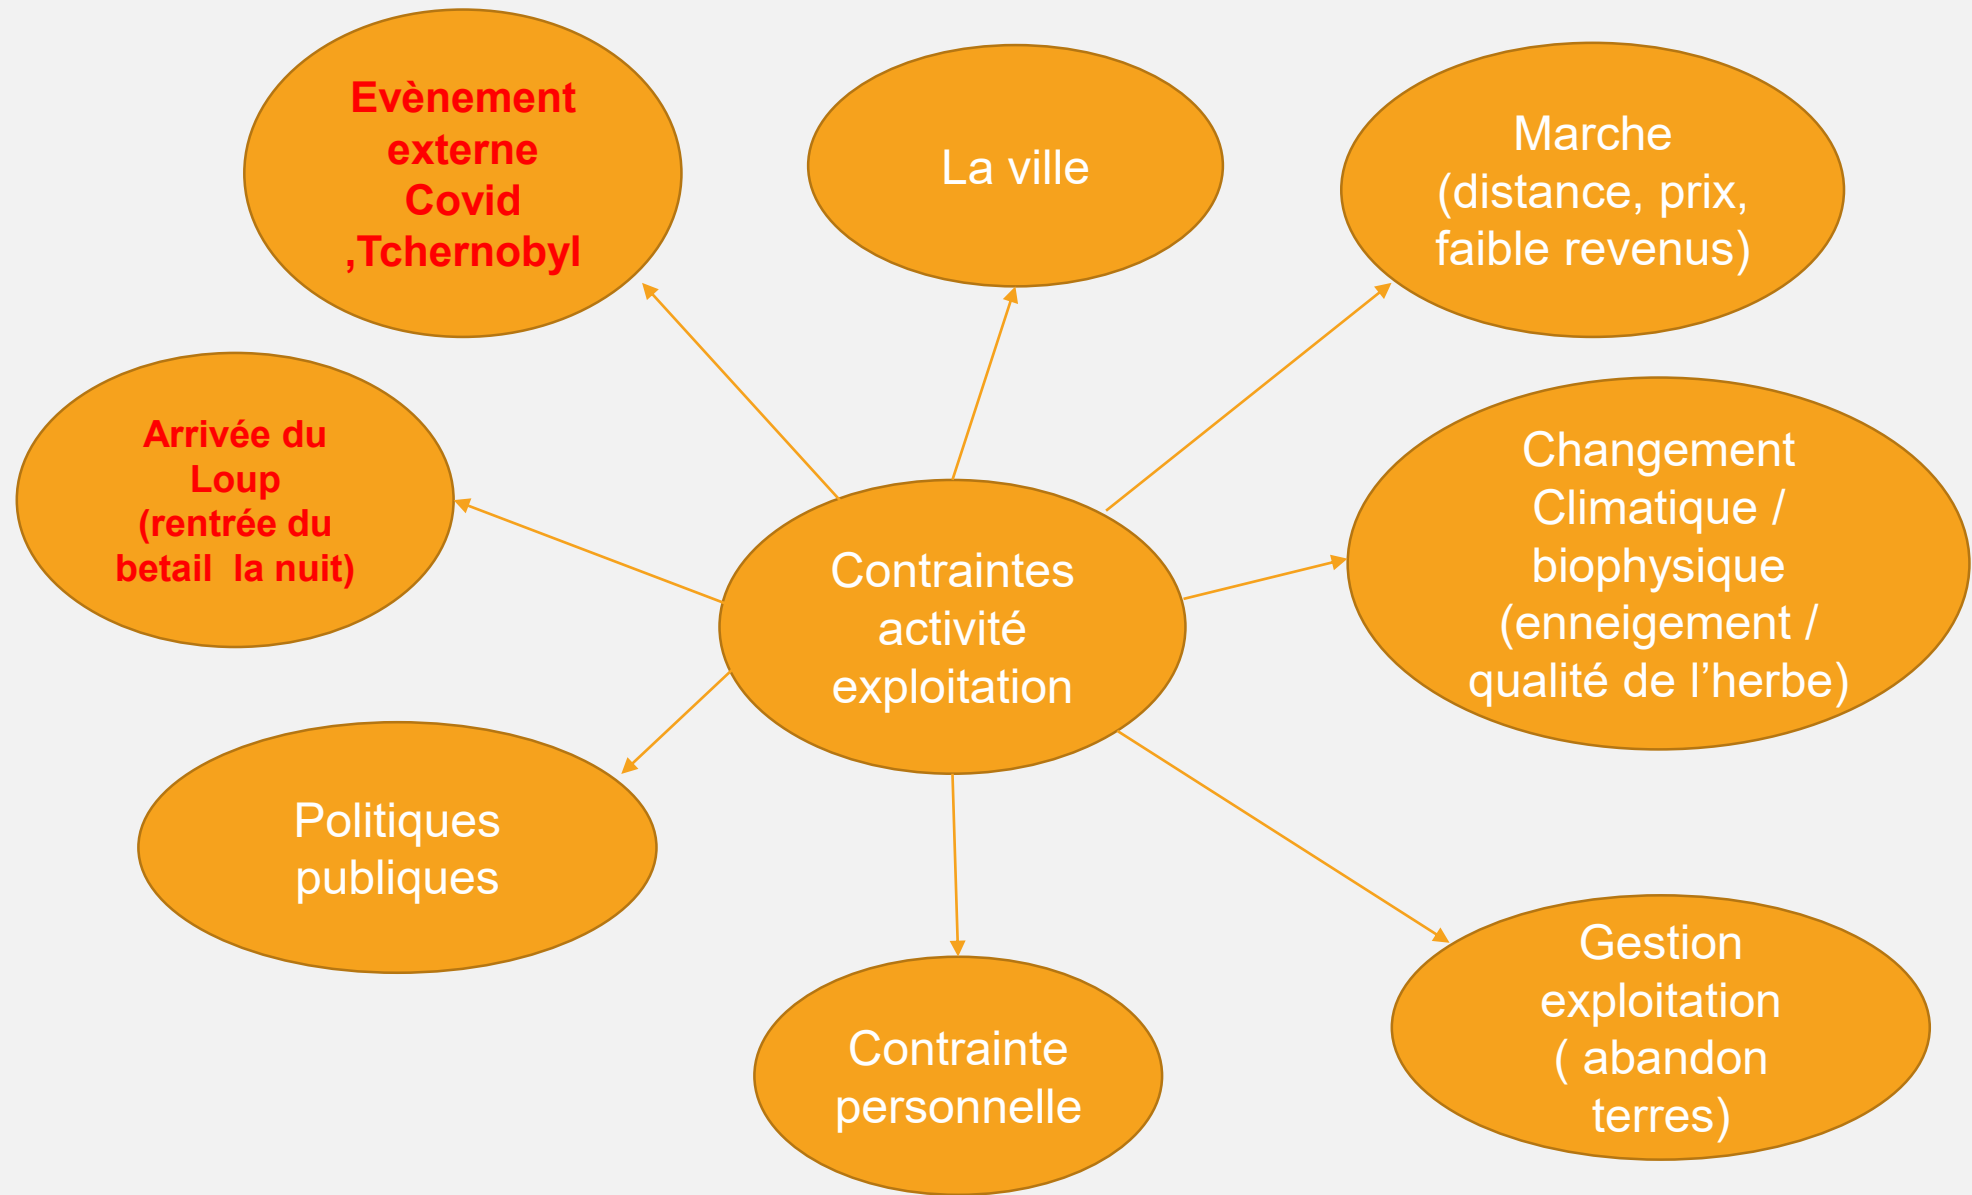 Evènement
externe
Covid
,Tchernobyl
La ville
Marche
(distance, prix,
faible revenus)
Arrivée du
Loup
(rentrée du
betail  la nuit)
Contraintes
activité
exploitation
Changement
Climatique /
biophysique
(enneigement /
qualité de l’herbe)
Politiques
publiques
Contrainte
personnelle
Gestion
exploitation
( abandon
terres)